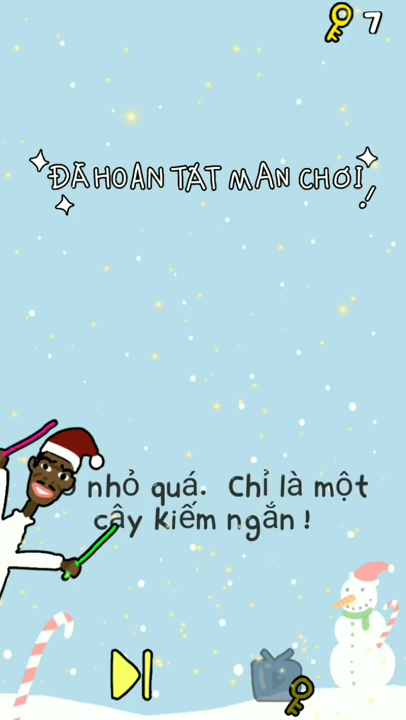 7
ĐÃ HOÀN TẤT MÀN CHƠI!
nhỏ quá. Chỉ là một
cây kiếm ngắn!